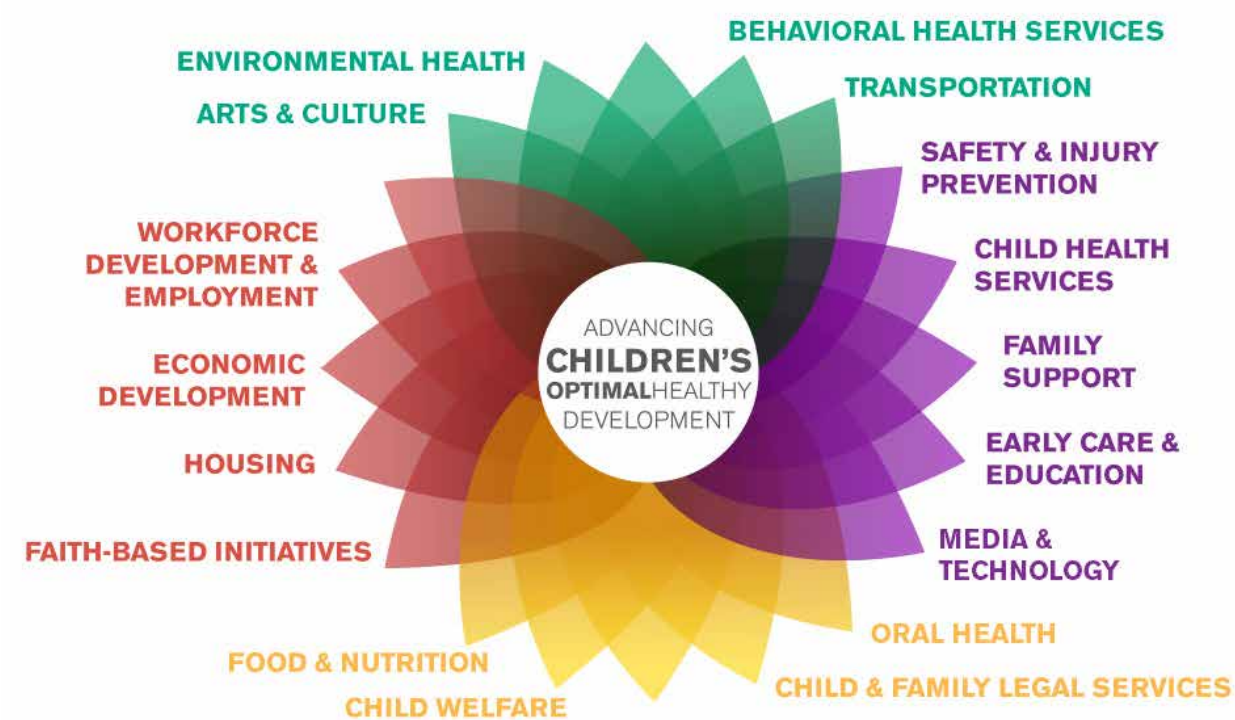 BEHAVIORAL HEALTH SERVICES
ENVIRONMENTAL HEALTH
TRANSPORTATION
ARTS & CULTURE
SAFETY & INJURY
PREVENTION
WORKFORCE
DEVELOPMENT &
EMPLOYMENT
CHILD HEALTH
SERVICES
ADVANCING
CHILDREN'S
OPTIMALHEALTHY
DEVELOPMENT
FAMILY
SUPPORT
ECONOMIC
DEVELOPMENT
EARLY CARE &
EDUCATION
HOUSING
MEDIA &
TECHNOLOGY
FAITH-BASED INITIATIVES
ORAL HEALTH
FOOD & NUTRITION
CHILD & FAMILY LEGAL SERVICES
CHILD WELFARE